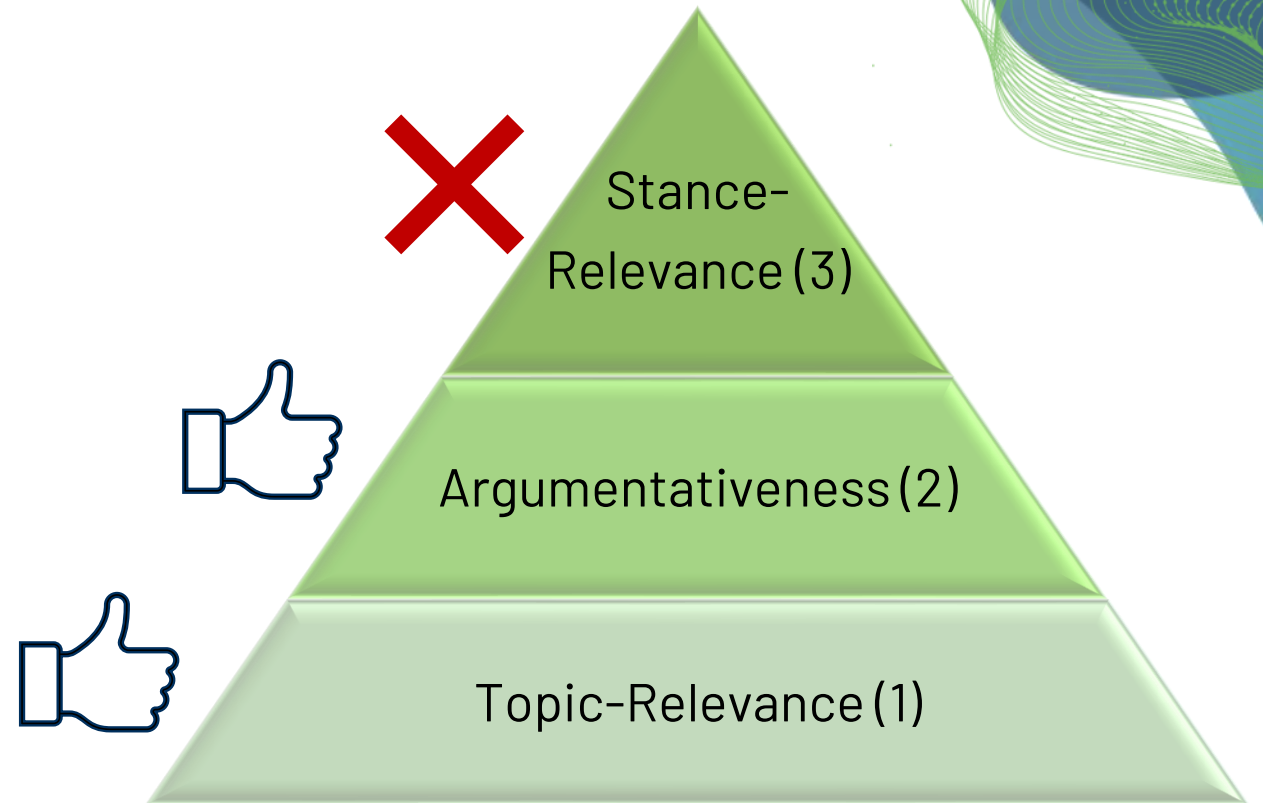 Stance-
Relevance (3)
Argumentativeness (2)
Topic-Relevance (1)